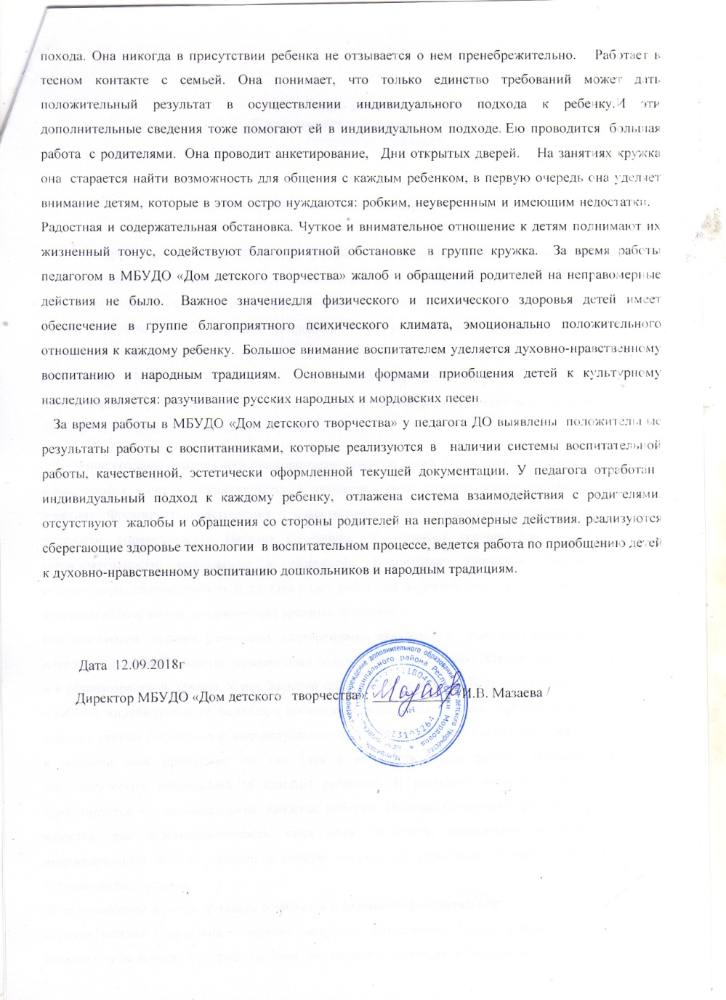 похода. Она никогда в присутствии ребенка не отзывается о нем пренебрежительно. Работает в
тесном контакте с семьей. Она понимает, что только единство требований может дать
положительный результат в осуществлении индивидуального подхода к ребенку.И эти
дополнительные сведения тоже помогают ей в индивидуальном подходе. Ею проводится большая
работа с родителями. Она проводит анкетирование, Дни открытых дверей. На занятиях кружка
она старается найти возможность для общения с каждым ребенком, в первую очередь она уделяет
внимание детям, которые в этом остро нуждаются: робким, неуверенным и имеющим недостатки.
Радостная и содержательная обстановка. Чуткое и внимательное отношение к детям поднимают их
жизненный тонус, содействуют благоприятной обстановке в группе кружка. За время работы
педагогом в МБУДО «Дом детского творчества» жалоб и обращений родителей на неправомерные
действия не было. Важное значениедля физического и психического здоровья детей имеет
обеспечение в группе благоприятного психического климата, эмоционально положительного
отношения к каждому ребенку. Большое внимание воспитателем уделяется духовно-нравственному
воспитанию и народным традициям. Основными формами приобщения детей к культурному
наследию является: разучивание русских народных и мордовских песен.
За время работы в МБУДО «Дом детского творчества» у педагога ДО выявлены положительные
результаты работы с воспитанниками, которые реализуются в наличии системы воспитательной
работы, качественной, эстетически оформленной текущей документации. У педагога отработан
индивидуальный подход к каждому ребенку, отлажена система взаимодействия с родителями,
отсутствуют жалобы и обращения со стороны родителей на неправомерные действия, реализуются
сберегающие здоровье технологии в воспитательном процессе, ведется работа по приобщению детей
к духовно-нравственному воспитанию дошкольников и народным традициям.
Дата 12.09.2018г
Директор МБУДО «Дом детского творчества»: Мазаева /И.В. Мазаева /
учреждение дополнительного образования
детского творчества
муниципального района Республики Мордовия